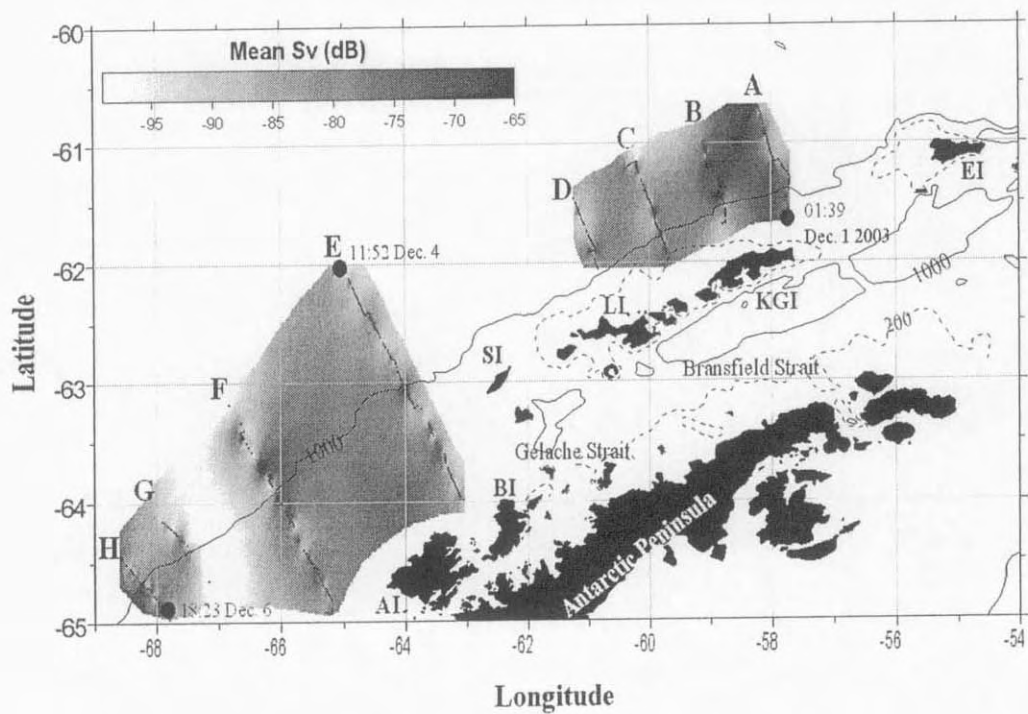 -60
-61
-62
-63
-64
-65
Latitude
Mean Sv (dB)
-95 -90 -85 -80 -75 -70 -65
A
B
C
D
EI
01:39
Dec. 1 2003
E
11:52 Dec. 4
1000
KGI
LI
200
SI
Bransfield Strait
F
1000
Gelache Strait
G
BI
H
Antarctic Peninsula
18:23 Dec. 6
AI
-68 -66 -64 -62 -60 -58 -56 -54
Longitude